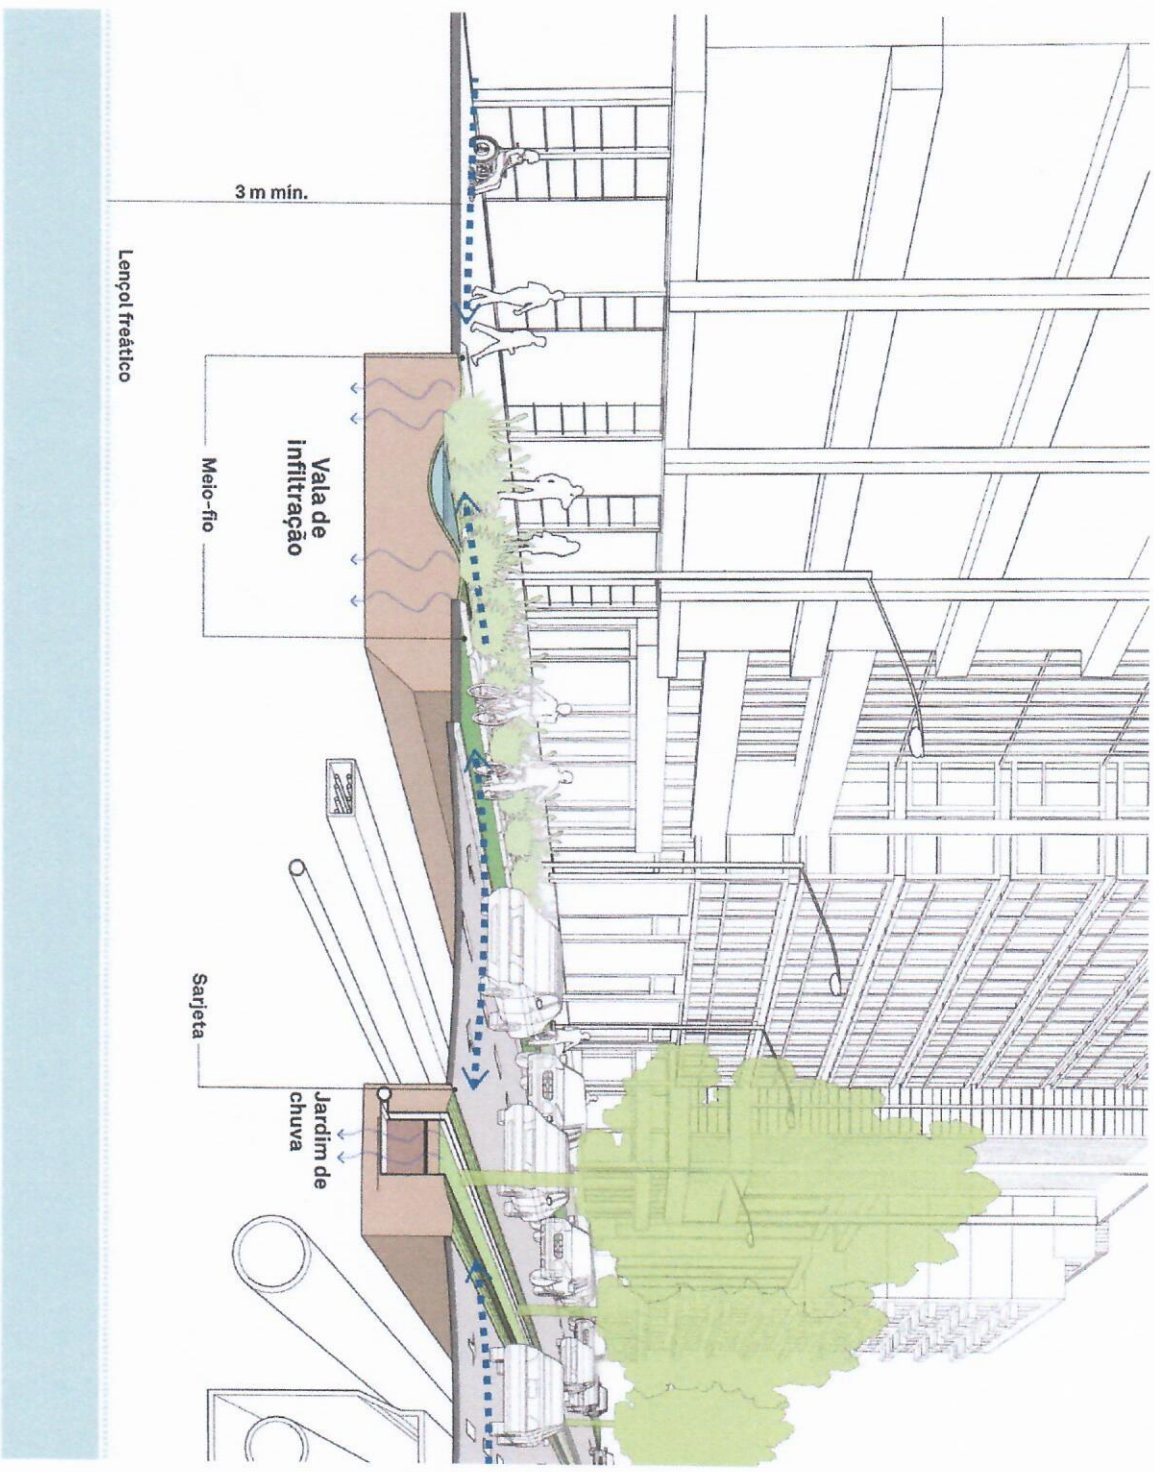 3 m mín.
Lençol freático
Vala de
infiltração
Meio-fio
Sarjeta
Jardim de
chuva